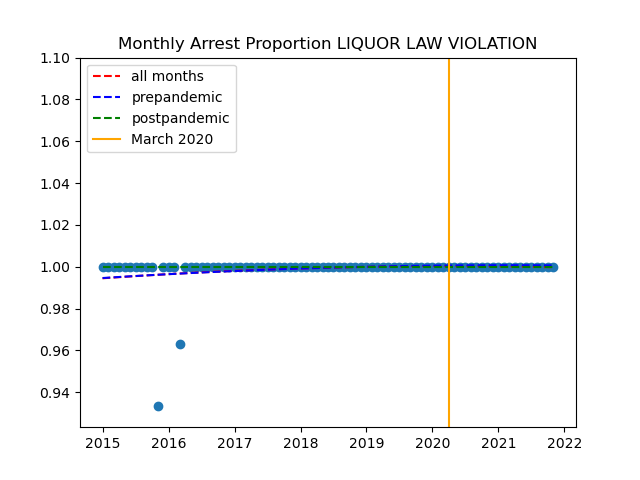 Monthly Arrest Proportion LIQUOR LAW VIOLATION
1.10
1.08
1.06
1.04
1.02
1.00
0.98
0.96
0.94
all months
prepandemic
postpandemic
March 2020
2015 2016 2017 2018 2019 2020 2021 2022